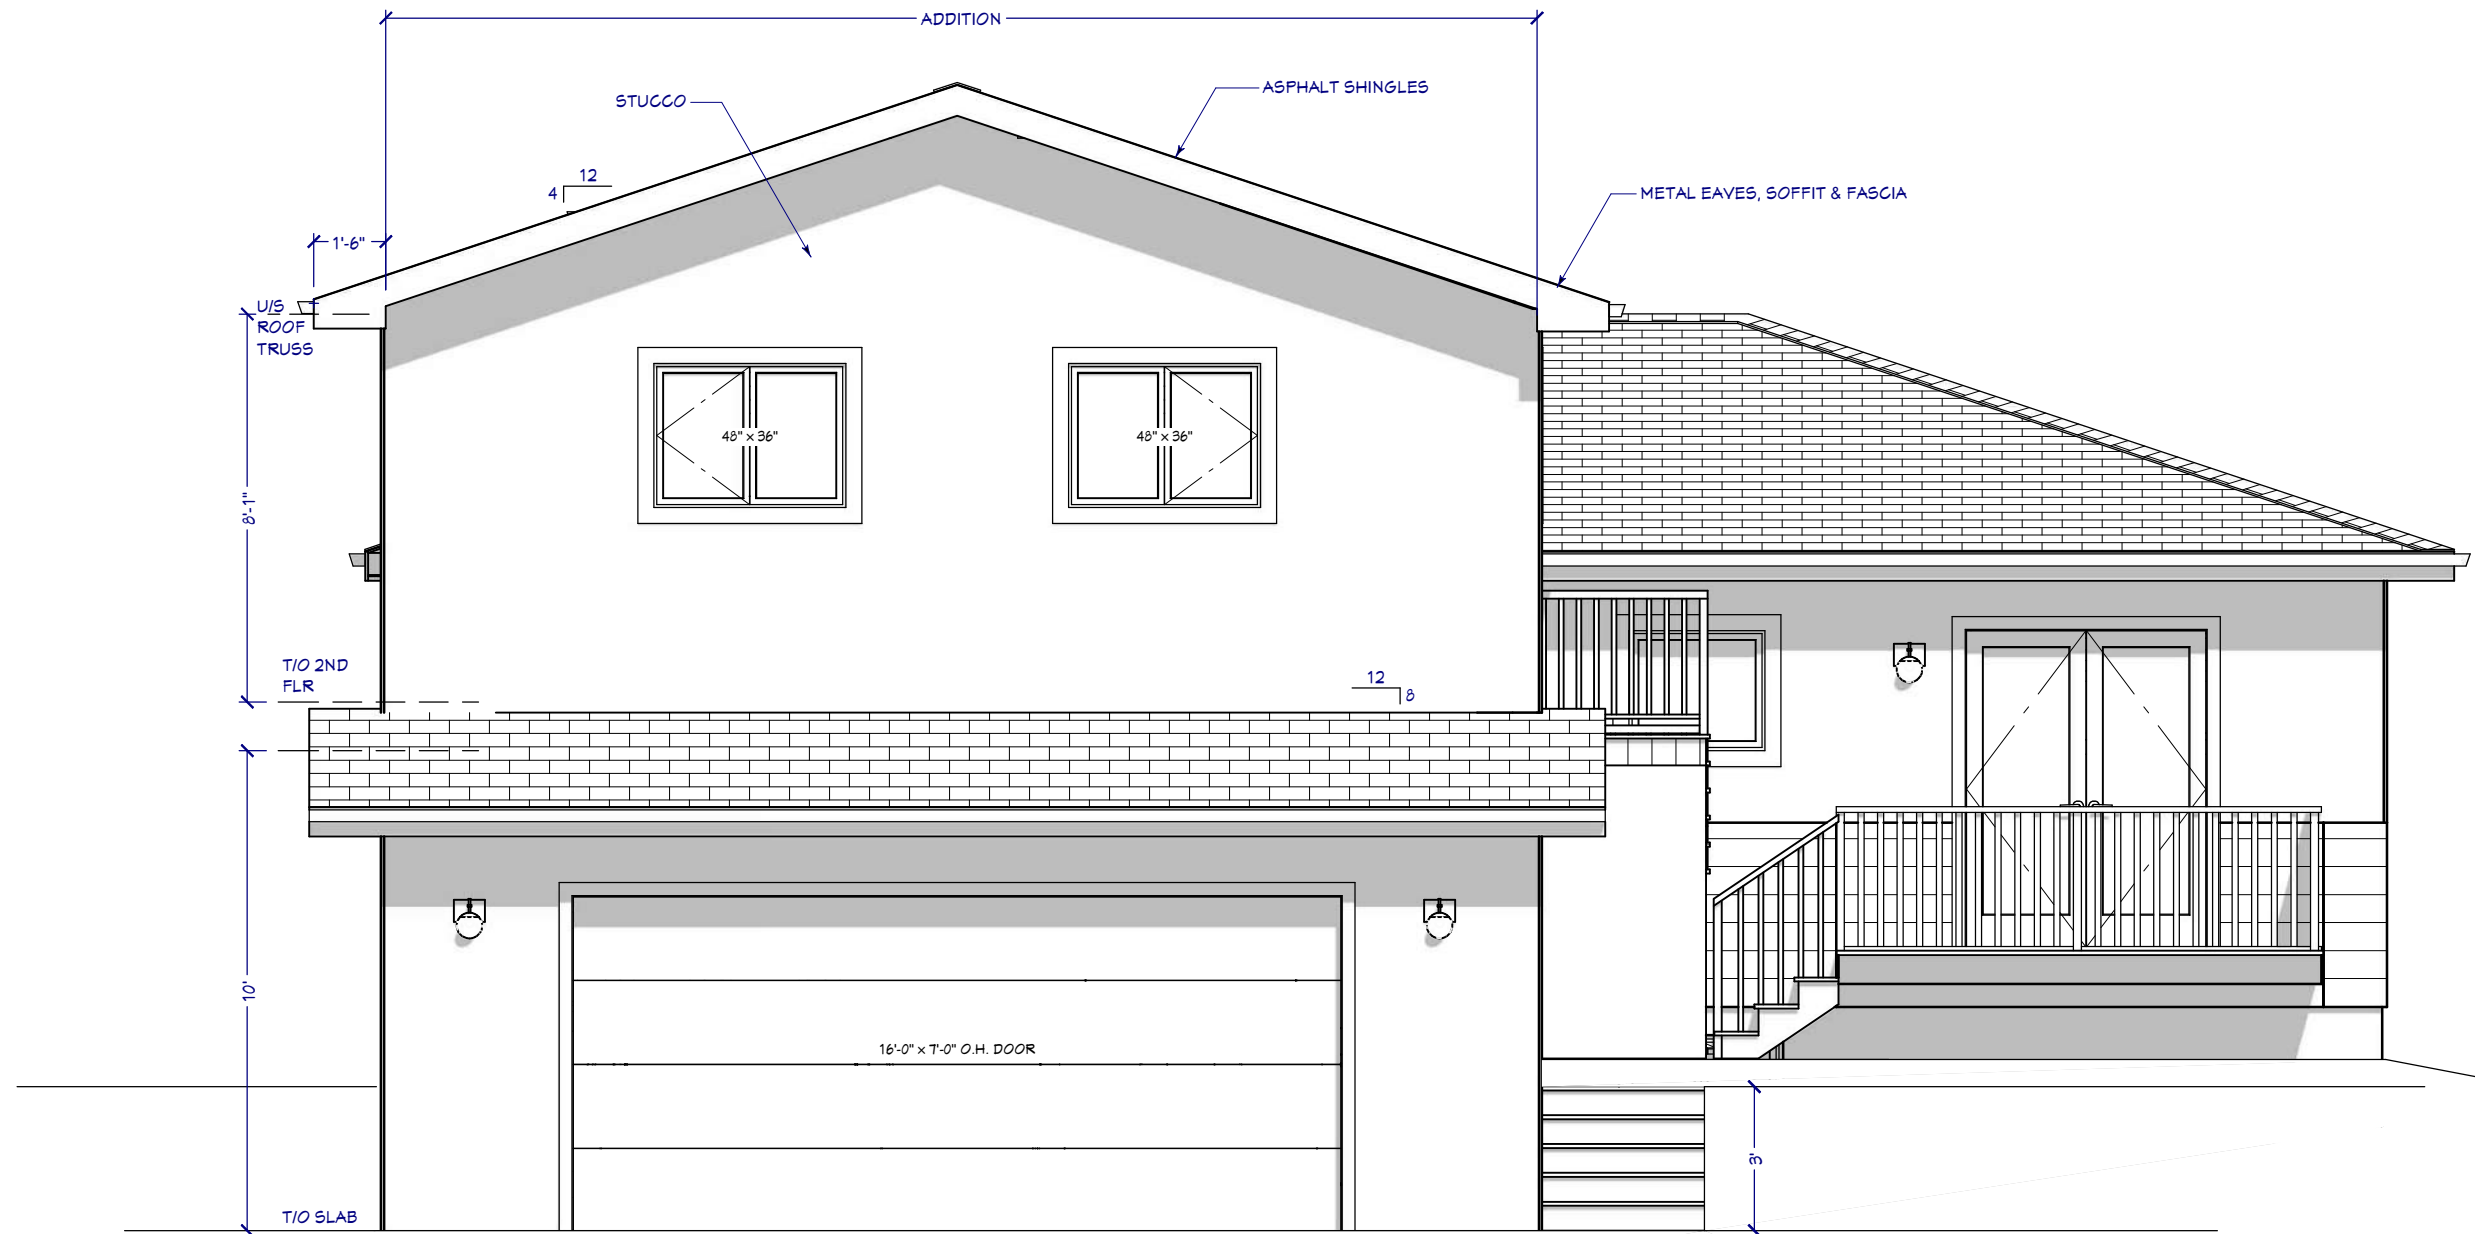 ADDITION
ASPHALT SHINGLES
STUCCO
12
4
METAL EAVES, SOFFIT & FASCIA
1'-6"
U/S
ROOF
TRUSS
48" x 36"
48" x 36"
8'-1"
T/O 2ND
FLR
12
8
10'
16'-0" x 7'-0" O.H. DOOR
3'
T/O SLAB